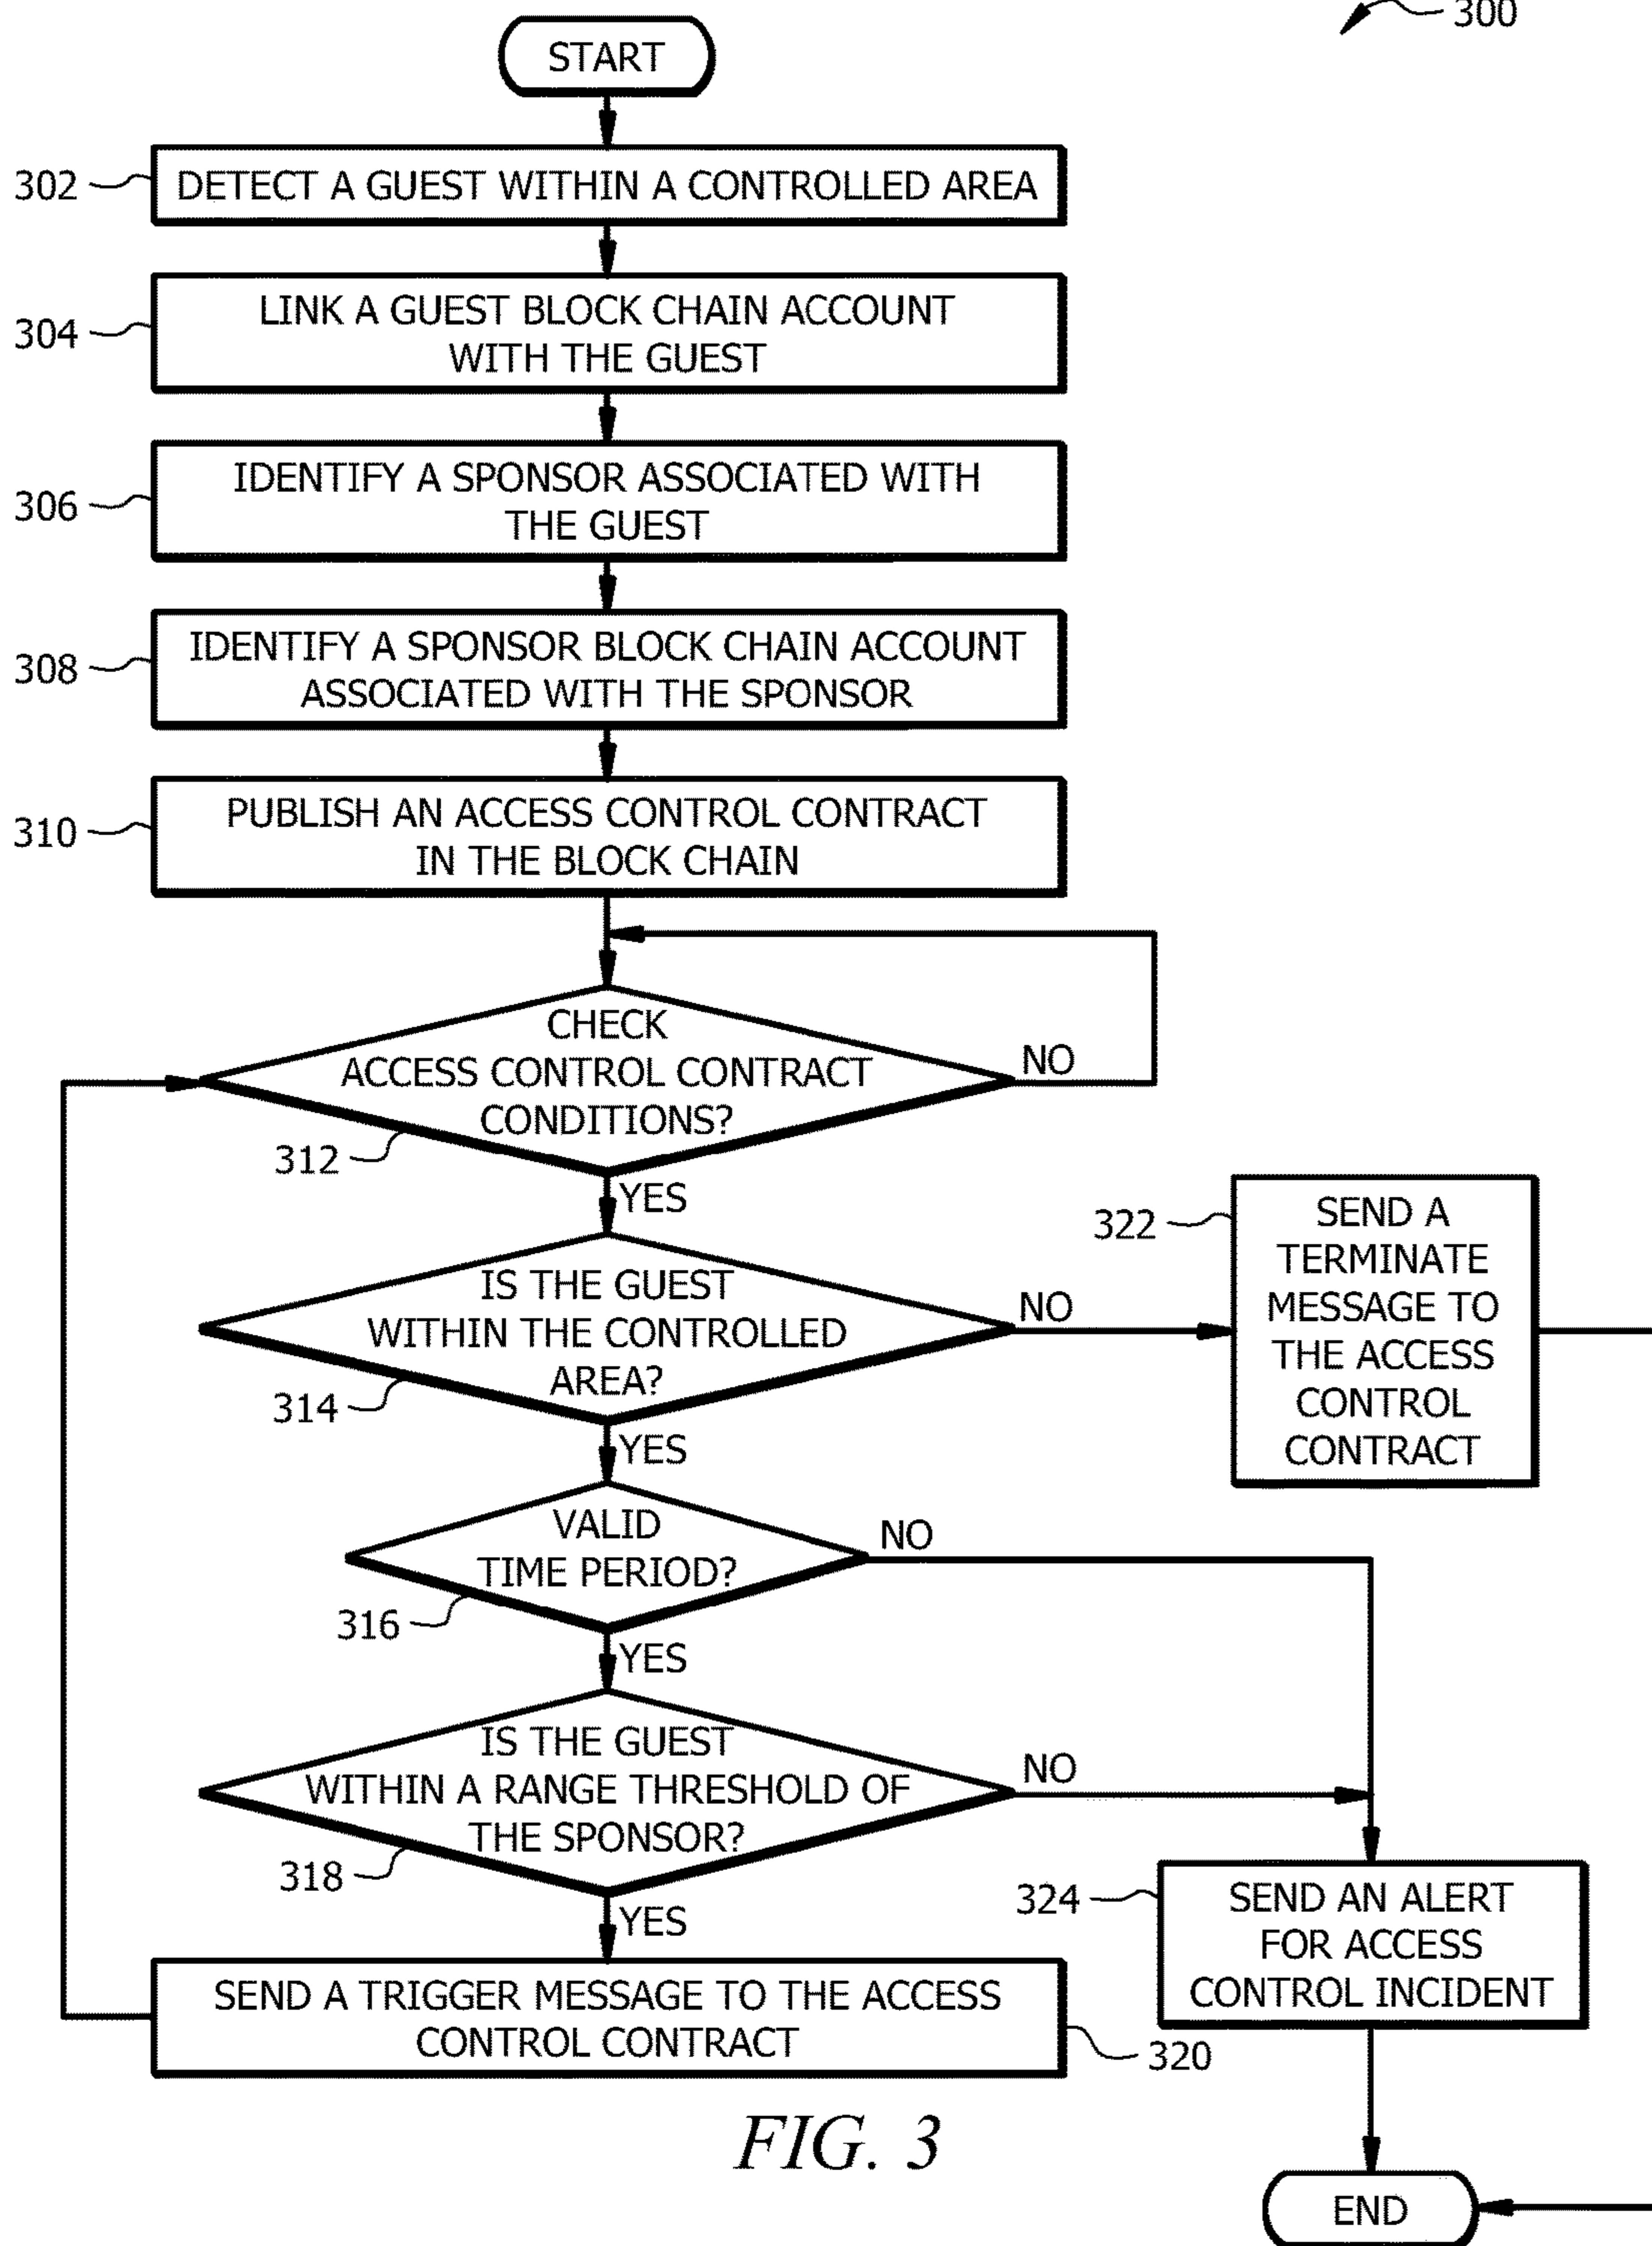 300
START
302
DETECT A GUEST WITHIN A CONTROLLED AREA
304
LINK A GUEST BLOCK CHAIN ACCOUNT
WITH THE GUEST
306
IDENTIFY A SPONSOR ASSOCIATED WITH
THE GUEST
308
IDENTIFY A SPONSOR BLOCK CHAIN ACCOUNT
ASSOCIATED WITH THE SPONSOR
310
PUBLISH AN ACCESS CONTROL CONTRACT
IN THE BLOCK CHAIN
CHECK
ACCESS CONTROL CONTRACT
CONDITIONS?
NO
312
YES
IS THE GUEST
WITHIN THE CONTROLLED
AREA?
NO
314
YES
322
SEND A
TERMINATE
MESSAGE TO
THE ACCESS
CONTROL
CONTRACT
VALID
TIME PERIOD?
NO
316
YES
IS THE GUEST
WITHIN A RANGE THRESHOLD OF
THE SPONSOR?
NO
318
YES
324
SEND AN ALERT
FOR ACCESS
CONTROL INCIDENT
SEND A TRIGGER MESSAGE TO THE ACCESS
CONTROL CONTRACT
320
FIG. 3
END